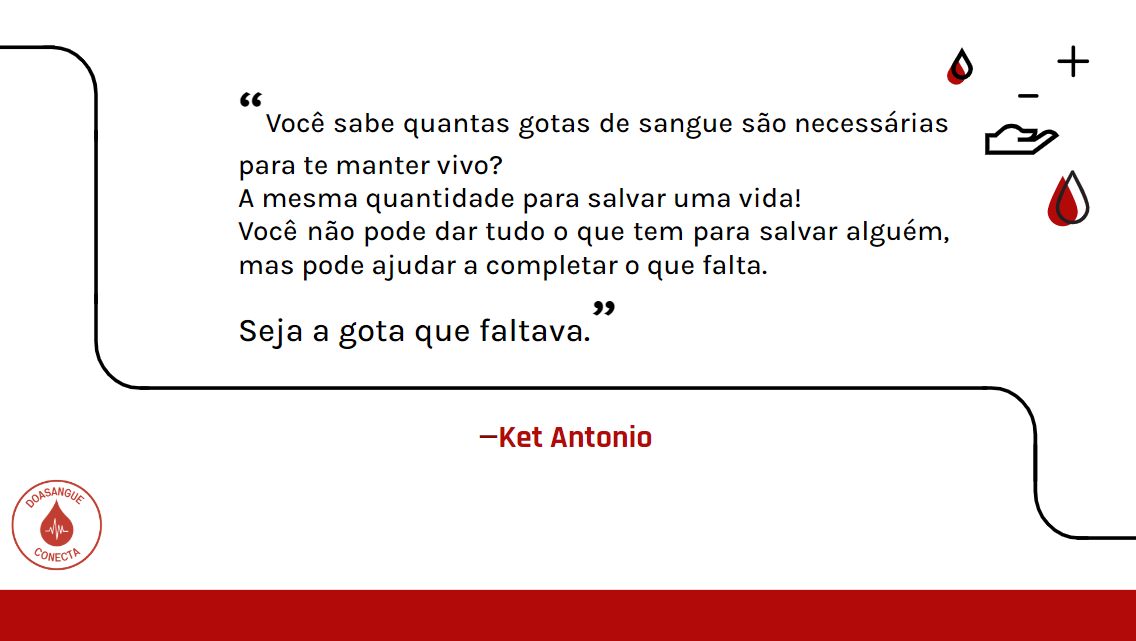 “Você sabe quantas gotas de sangue são necessárias
para te manter vivo?
A mesma quantidade para salvar uma vida!
Você não pode dar tudo o que tem para salvar alguém,
mas pode ajudar a completar o que falta.
Seja a gota que faltava.”
—Ket Antonio
DOASANGUE
CONECTA